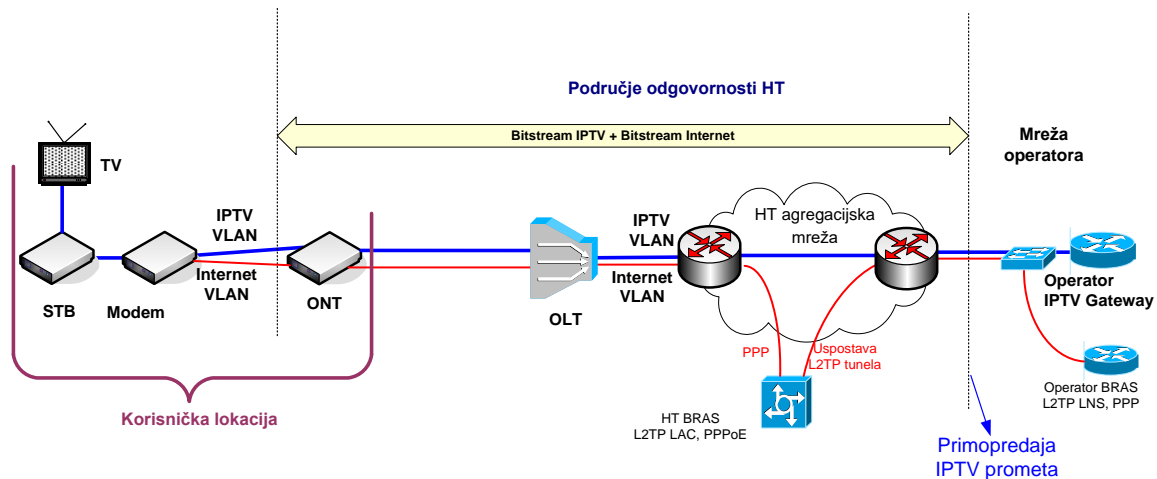 Područje odgovornosti HT
Bitstream IPTV + Bitstream Internet
Mreža
operatora
TV
IPTV
VLAN
Internet
VLAN
STB
Modem
ONT
OLT
IPTV
VLAN
Internet
VLAN
HT agregacijska
mreža
Operator
IPTV Gateway
PPP
Uspostava
L2TP tunela
HT BRAS
L2TP LAC, PPPoE
Operator BRAS
L2TP LNS, PPP
Korisnička lokacija
Primopredaja
IPTV prometa